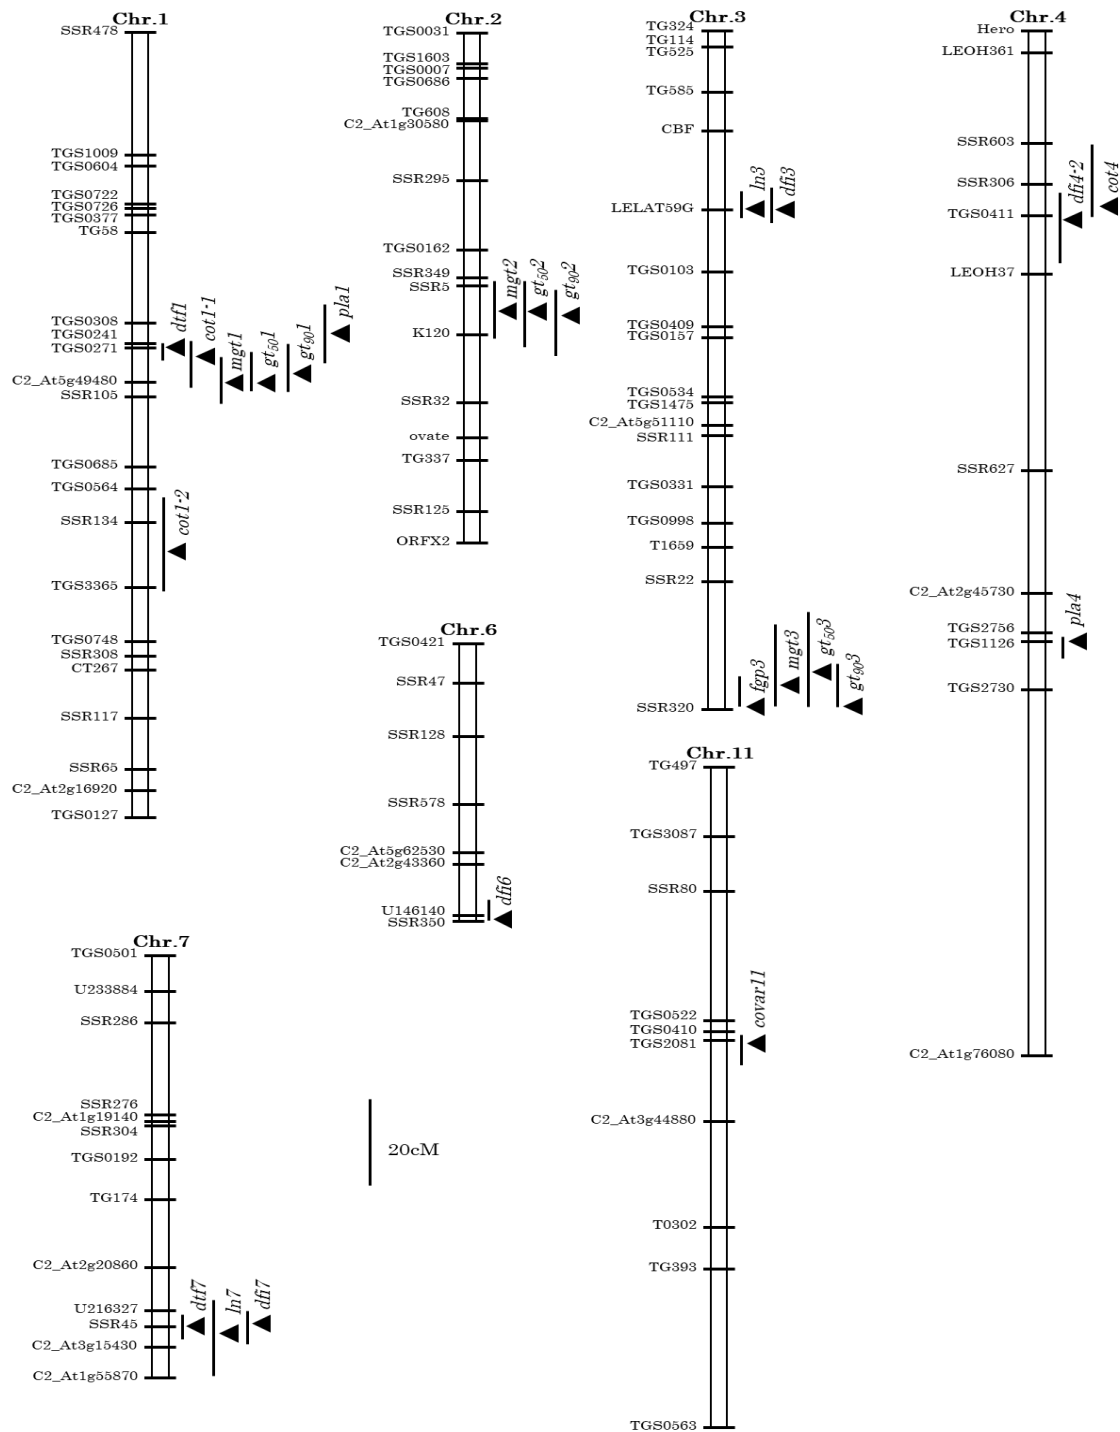 Chr.1
SSR478
TGS1009
TGS0604
TGS0722
TGS0726
TGS0377
TG58
TGS0308
TGS0241
TGS0271
C2_At5g49480
SSR105
TGS0685
TGS0564
SSR134
TGS3365
TGS0748
SSR308
CT267
SSR117
SSR65
C2_At2g16920
TGS0127
dtf1
cot1-1
mgt1
gt₅₀1
gt₉₀1
pla1
cot1-2
Chr.2
TGS0031
TGS1603
TGS0007
TGS0686
TG608
C2_At1g30580
SSR295
TGS0162
SSR349
SSR5
K120
SSR32
ovate
TG337
SSR125
ORFX2
mgt2
gt₅₀2
gt₉₀2
Chr.3
TG324
TG114
TG525
TG585
CBF
LELAT59G
TGS0103
TGS0409
TGS0157
TGS0534
TGS1475
C2_At5g51110
SSR111
TGS0331
TGS0998
T1659
SSR22
SSR320
ln3
dfi3
fgp3
mgt3
gt₅₀3
gt₉₀3
Chr.4
Hero
LEOH361
SSR603
SSR306
TGS0411
LEOH37
SSR627
C2_At2g45730
TGS2756
TGS1126
TGS2730
C2_At1g76080
dfi4-2
cot4
pla4
Chr.6
TGS0421
SSR47
SSR128
SSR578
C2_At5g62530
C2_At2g43360
U146140
SSR350
dfi6
Chr.7
TGS0501
U233884
SSR286
SSR276
C2_At1g19140
SSR304
TGS0192
TG174
C2_At2g20860
U216327
SSR45
C2_At3g15430
C2_At1g55870
dtf7
ln7
dfi7
20cM
Chr.11
TG497
TGS3087
SSR80
TGS0522
TGS0410
TGS2081
C2_At3g44880
T0302
TG393
TGS0563
covar11